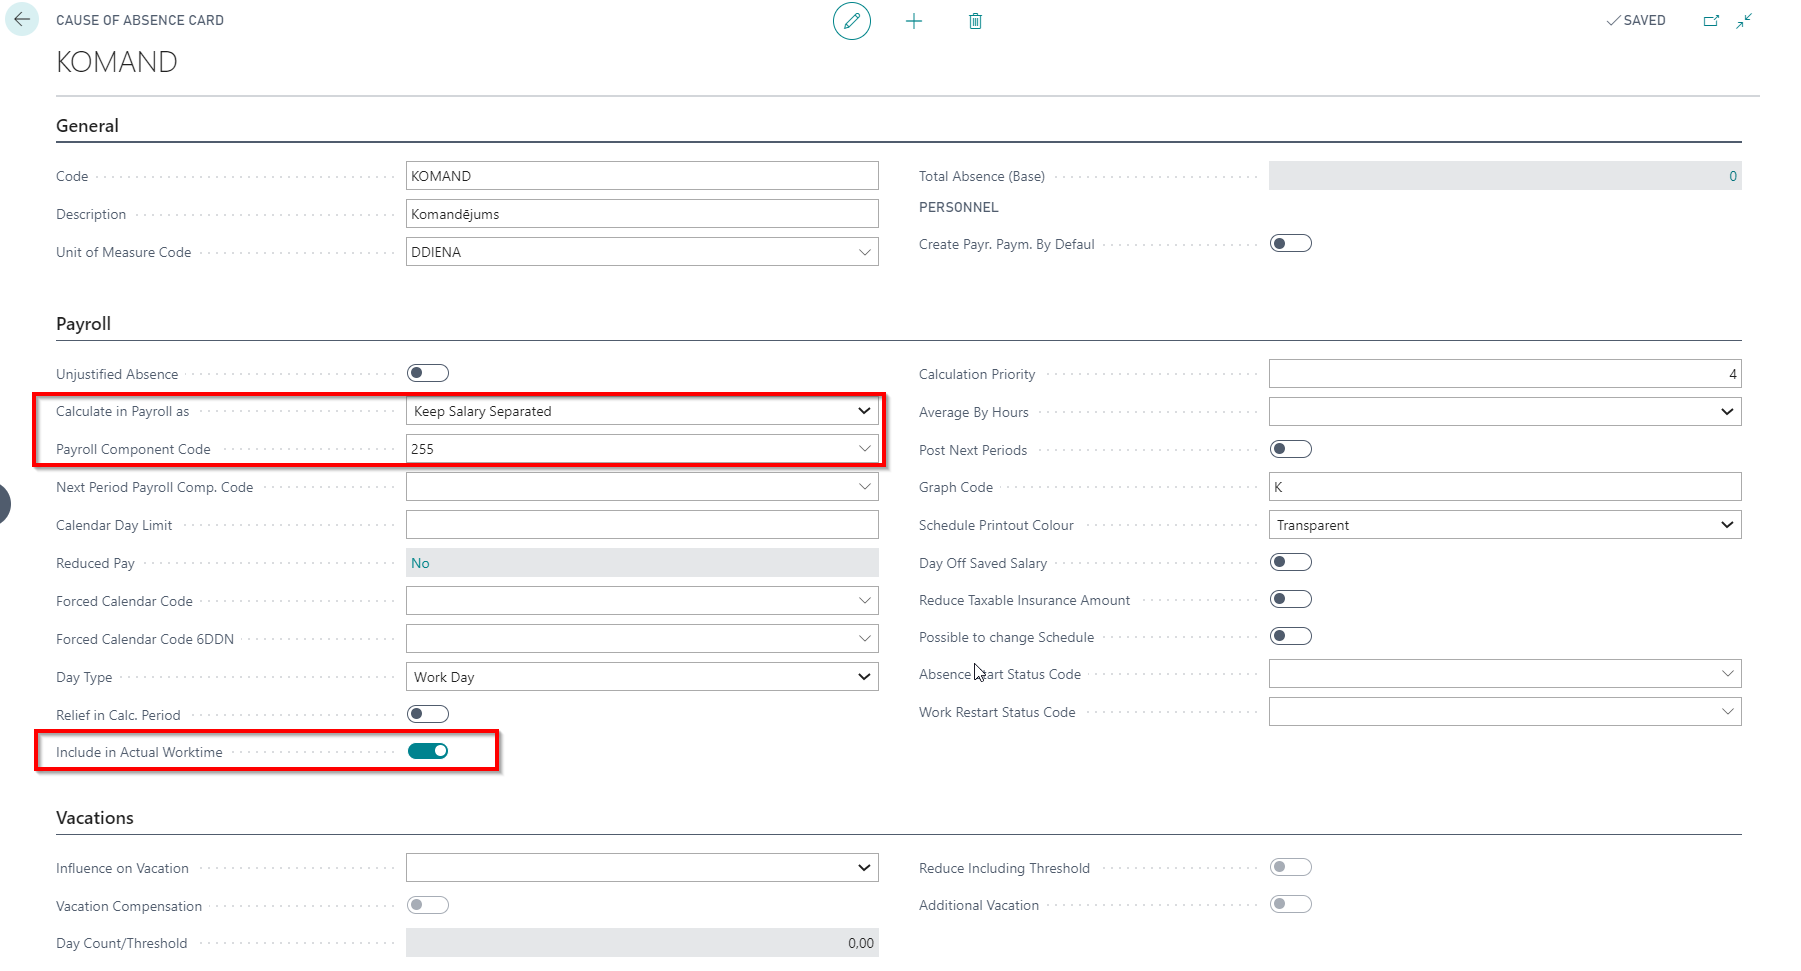 CAUSE OF ABSENCE CARD
SAVED
KOMAND
General
Code KOMAND
Description Komandējums
Unit of Measure Code DDIENA
Total Absence (Base) 0
PERSONNEL
Create Payr. Paym. By Defaul
Payroll
Unjustified Absence
Calculate in Payroll as Keep Salary Separated
Payroll Component Code 255
Next Period Payroll Comp. Code
Calendar Day Limit
Reduced Pay No
Forced Calendar Code
Forced Calendar Code 6DDN
Day Type Work Day
Relief in Calc. Period
Include in Actual Worktime
Calculation Priority 4
Average By Hours
Post Next Periods
Graph Code K
Schedule Printout Colour Transparent
Day Off Saved Salary
Reduce Taxable Insurance Amount
Possible to change Schedule
Absence Start Status Code
Work Restart Status Code
Vacations
Influence on Vacation
Vacation Compensation
Day Count/Threshold 0,00
Reduce Including Threshold
Additional Vacation